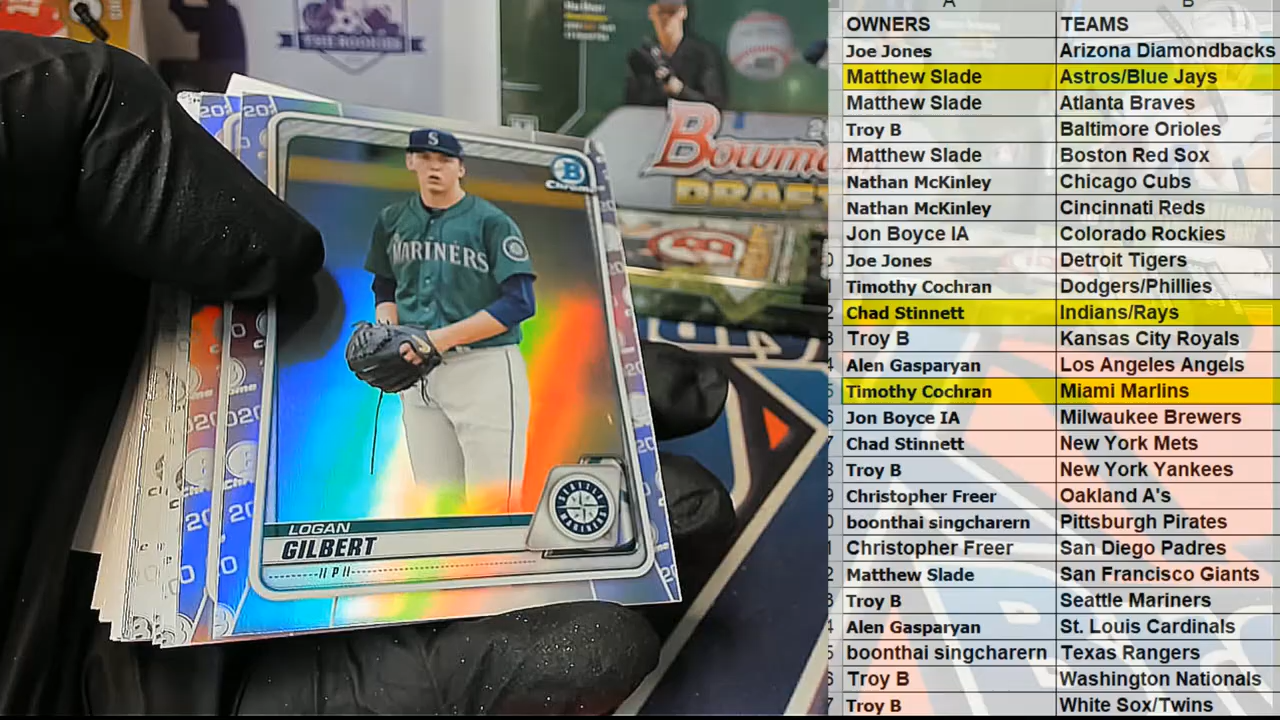 A B
OWNERS TEAMS
Joe Jones Arizona Diamondbacks
Matthew Slade Astros/Blue Jays
Matthew Slade Atlanta Braves
Troy B Baltimore Orioles
Matthew Slade Boston Red Sox
Nathan McKinley Chicago Cubs
Nathan McKinley Cincinnati Reds
Jon Boyce IA Colorado Rockies
Joe Jones Detroit Tigers
Timothy Cochran Dodgers/Phillies
Chad Stinnett Indians/Rays
Troy B Kansas City Royals
Alen Gasparyan Los Angeles Angels
Timothy Cochran Miami Marlins
Jon Boyce IA Milwaukee Brewers
Chad Stinnett New York Mets
Troy B New York Yankees
Christopher Freer Oakland A's
boonthai singcharern Pittsburgh Pirates
Christopher Freer San Diego Padres
Matthew Slade San Francisco Giants
Troy B Seattle Mariners
Alen Gasparyan St. Louis Cardinals
boonthai singcharern Texas Rangers
Troy B Washington Nationals
Troy B White Sox/Twins
S
B
Chrome
MARINERS
SEATTLE
MARINERS
LOGAN
GILBERT
P
Bowma
DRAFT